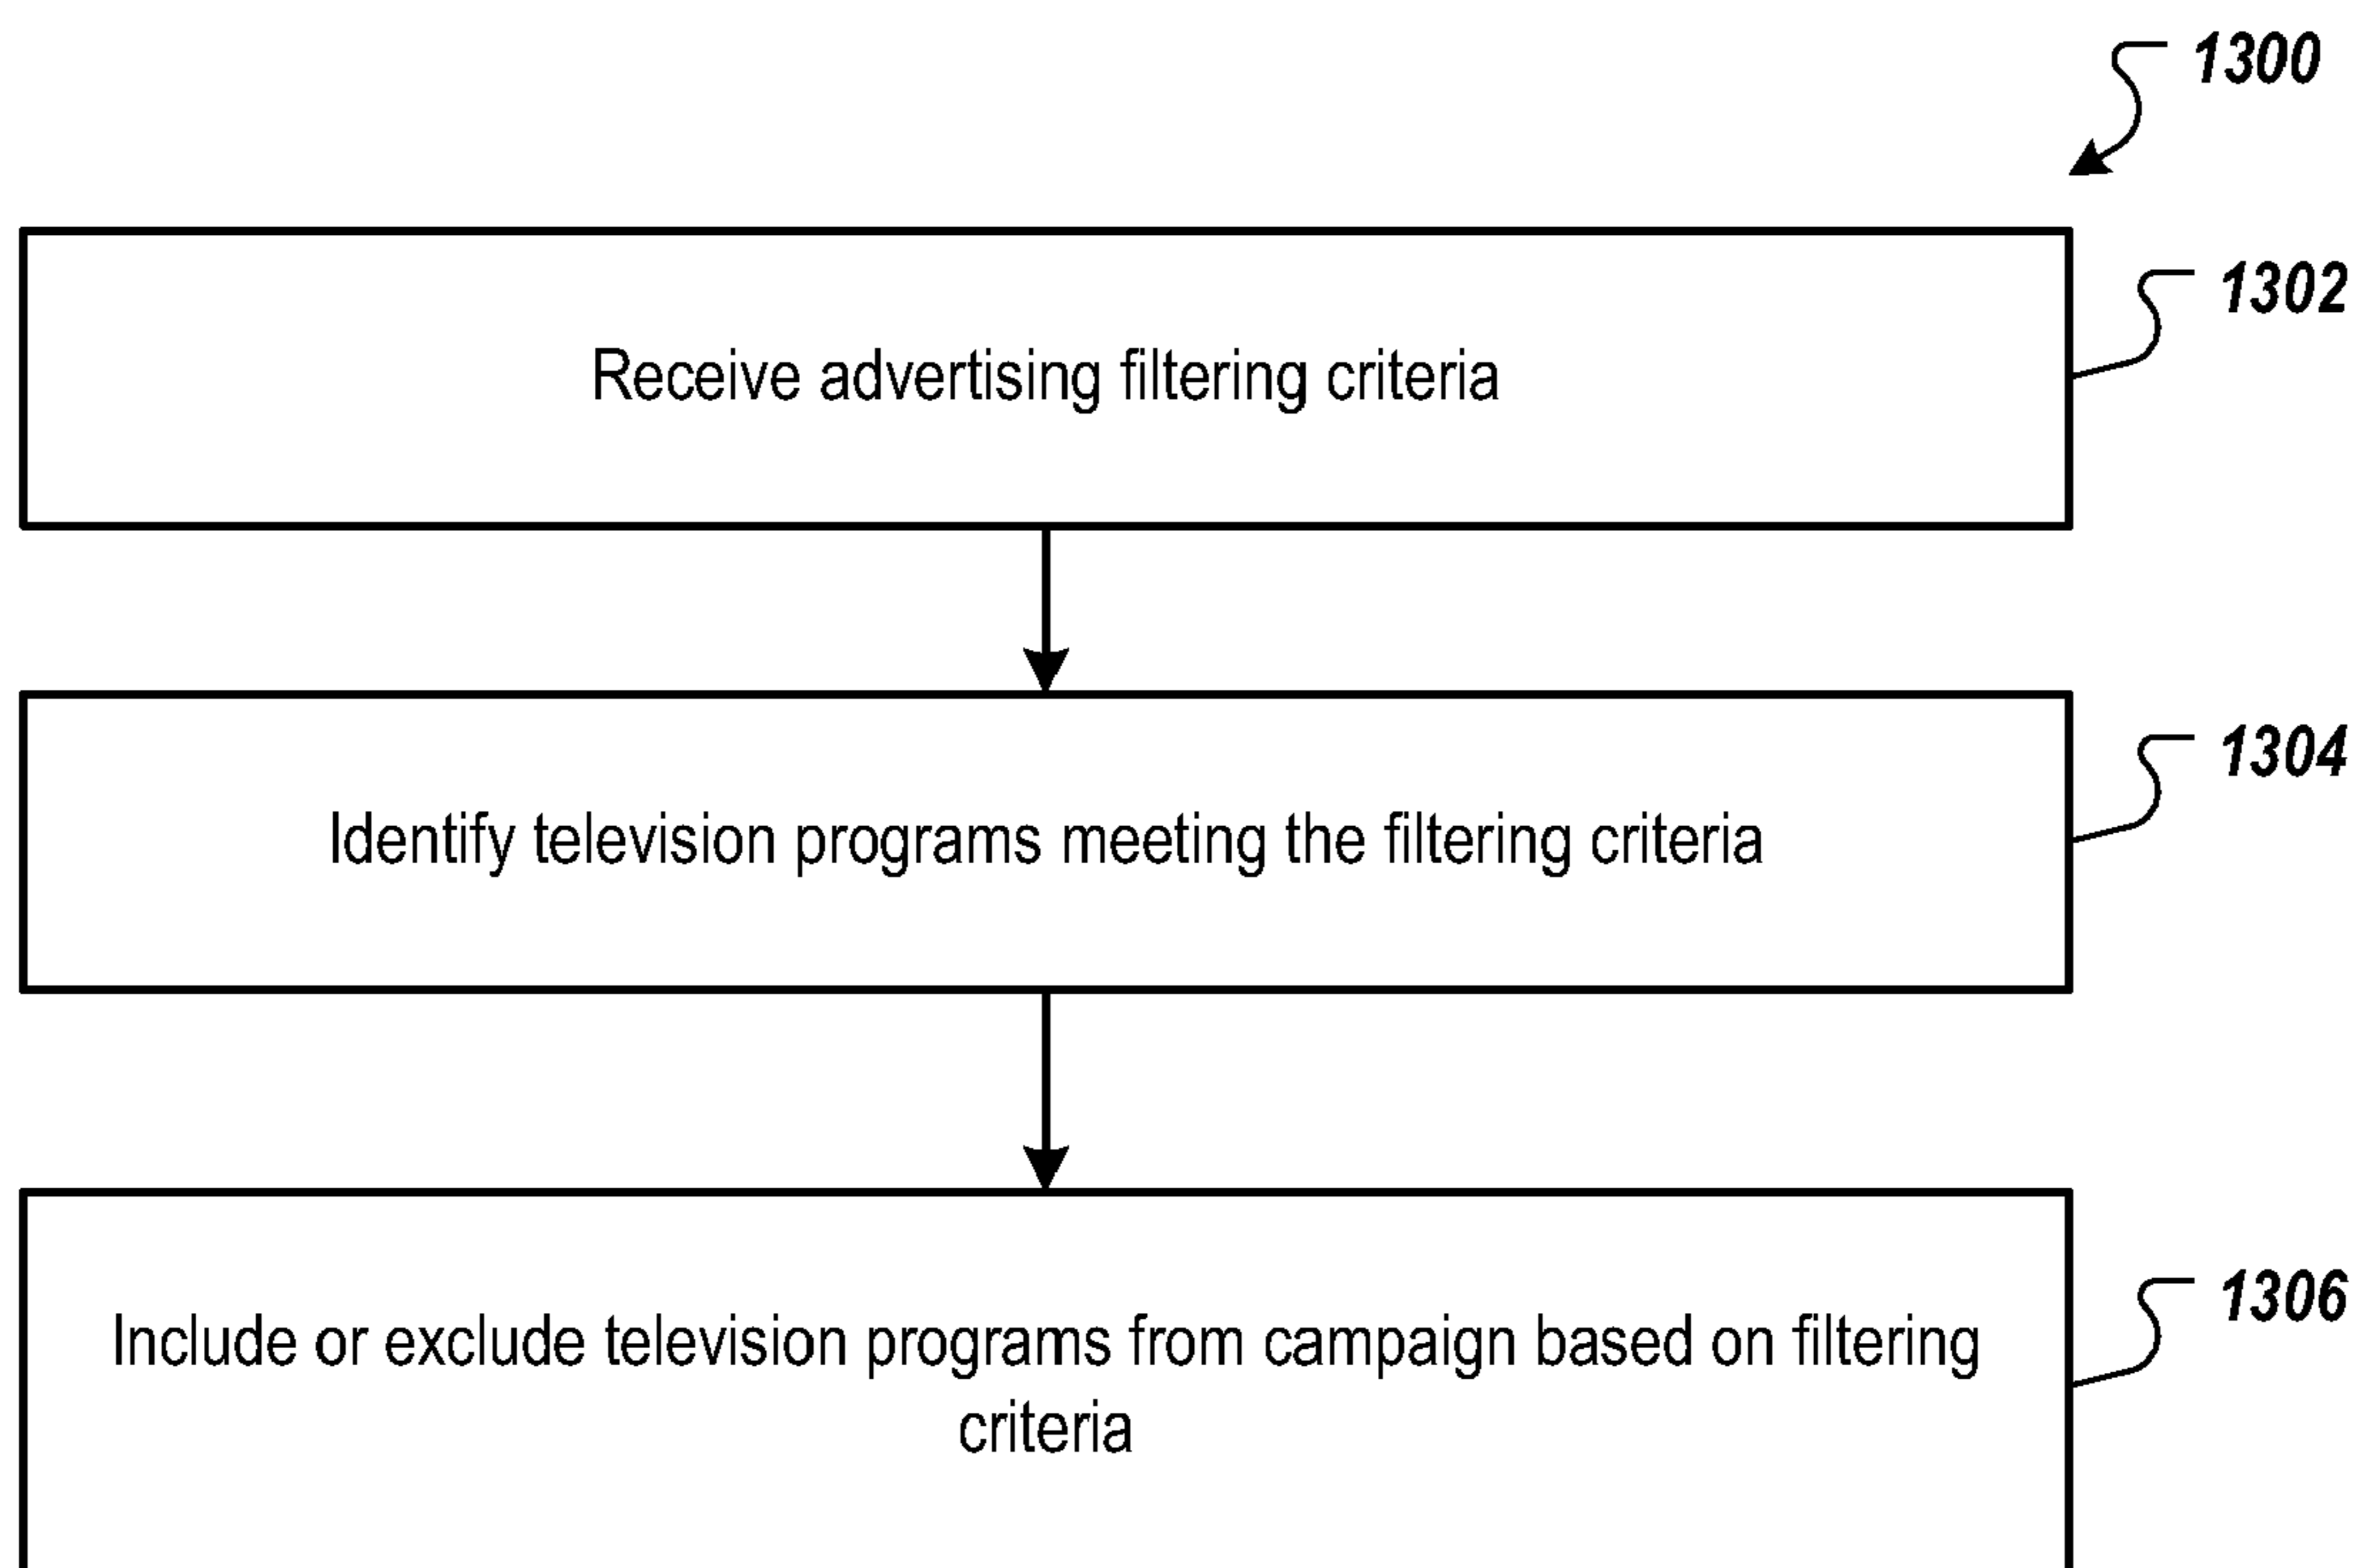 1300
1302
Receive advertising filtering criteria
1304
Identify television programs meeting the filtering criteria
1306
Include or exclude television programs from campaign based on filtering
criteria